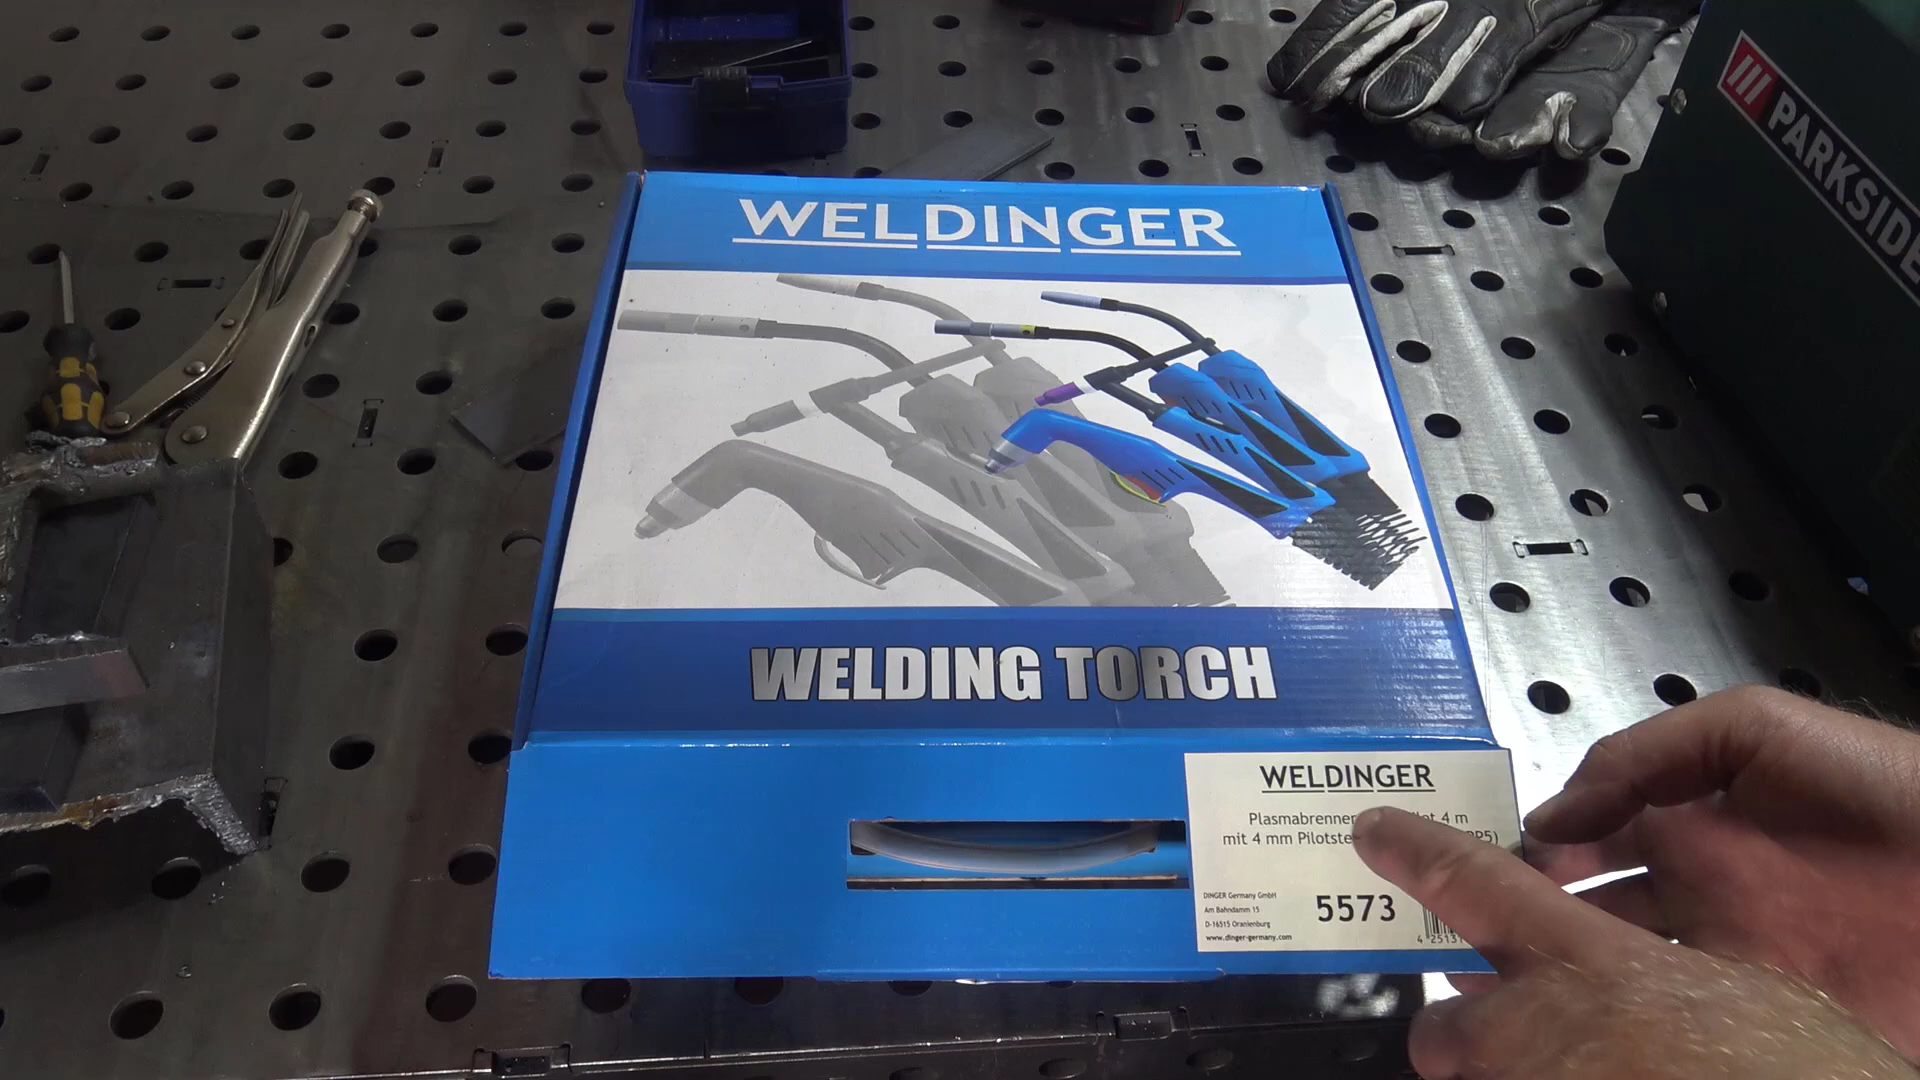 WELDINGER
PARKSIDE
WELDING TORCH
WELDINGER
Plasmabrenner 4 m
mit 4 mm
DINGER Germany GmbH
Am Bahndamm 15
D-16515 Oranienburg
www.dinger-germany.com
5573